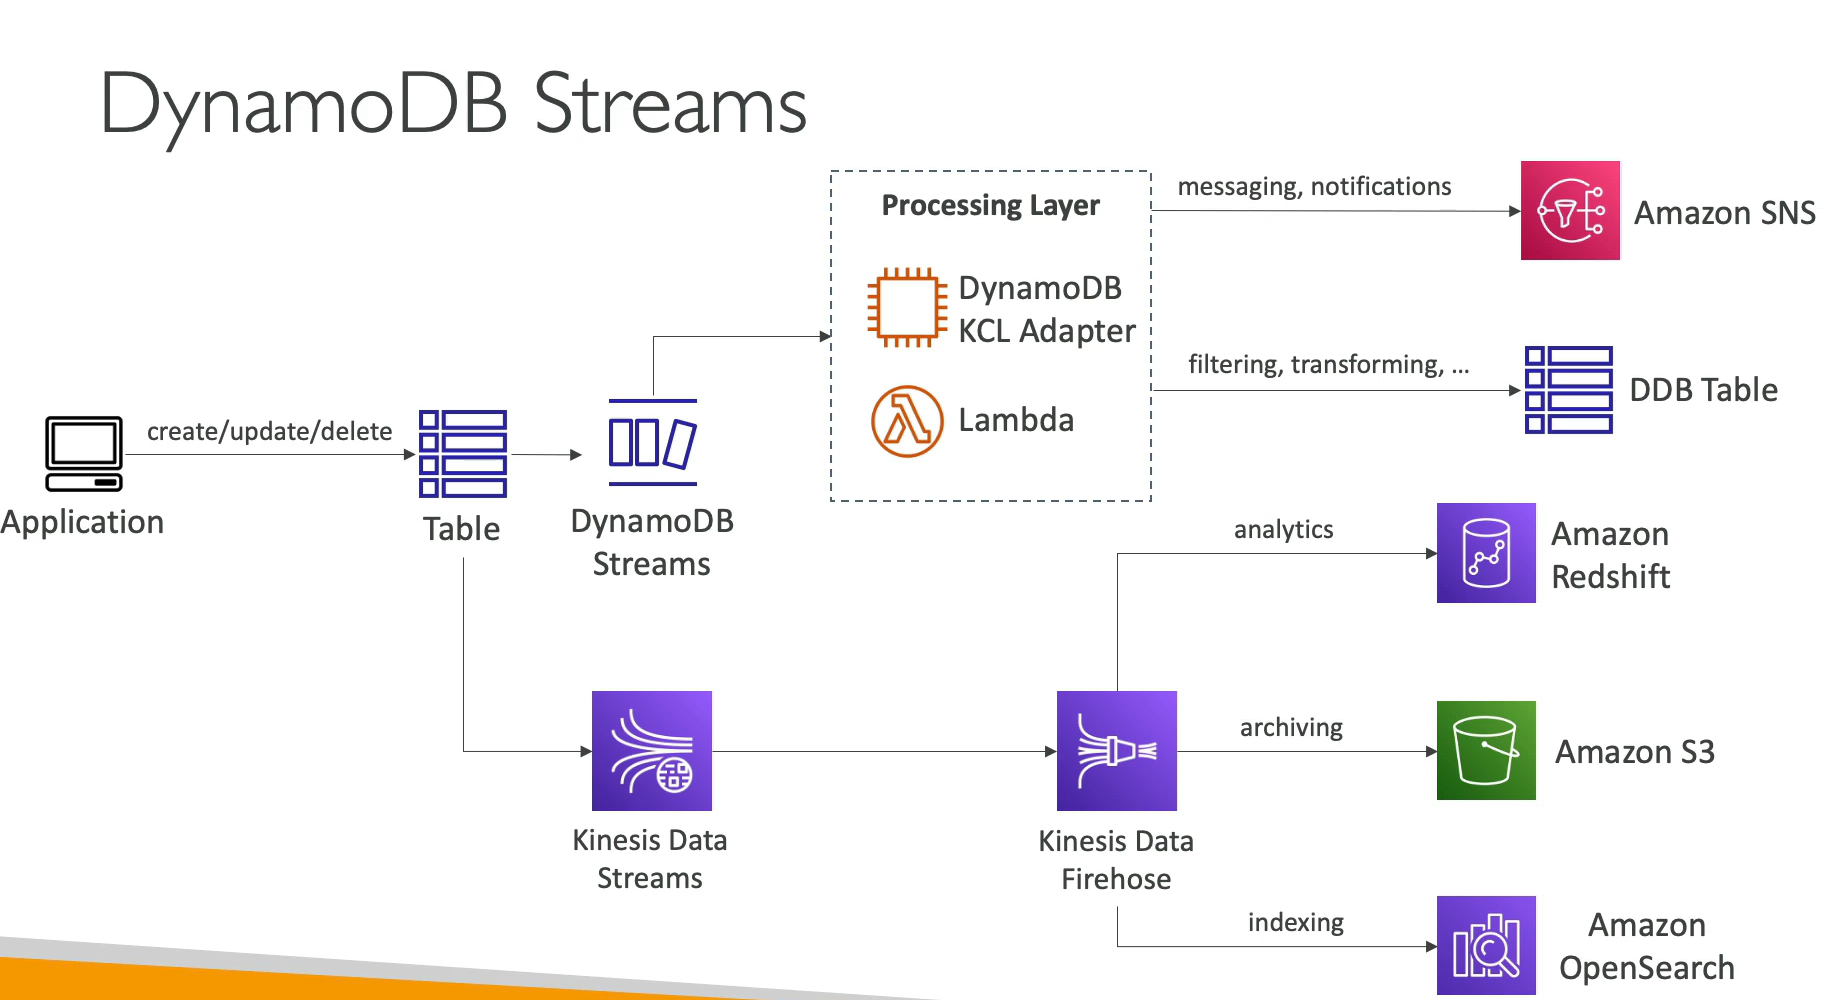 DynamoDB Streams
Processing Layer
messaging, notifications
Amazon SNS
DynamoDB
KCL Adapter
filtering, transforming, ...
DDB Table
Lambda
create/update/delete
Application
Table
DynamoDB
Streams
analytics
Amazon
Redshift
archiving
Amazon S3
Kinesis Data
Streams
Kinesis Data
Firehose
indexing
Amazon
OpenSearch